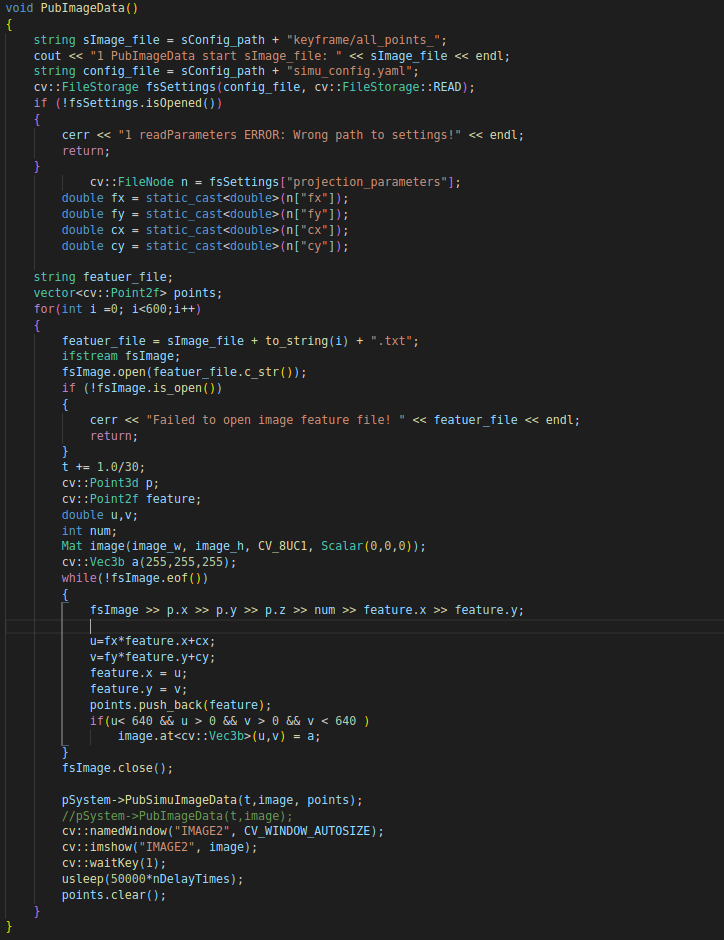 void PubImageData()
{
    string sImage_file = sConfig_path + "keyframe/all_points_";
    cout << "1 PubImageData start sImage_file: " << sImage_file << endl;
    string config_file = sConfig_path + "simu_config.yaml";
    cv::FileStorage fsSettings(config_file, cv::FileStorage::READ);
    if (!fsSettings.isOpened())
    {
        cerr << "1 readParameters ERROR: Wrong path to settings!" << endl;
        return;
    }
            cv::FileNode n = fsSettings["projection_parameters"];
        double fx = static_cast<double>(n["fx"]);
        double fy = static_cast<double>(n["fy"]);
        double cx = static_cast<double>(n["cx"]);
        double cy = static_cast<double>(n["cy"]);

    string featuer_file;
    vector<cv::Point2f> points;
    for(int i =0; i<600;i++)
    {
        featuer_file = sImage_file + to_string(i) + ".txt";
        ifstream fsImage;
        fsImage.open(featuer_file.c_str());
        if (!fsImage.is_open())
        {
            cerr << "Failed to open image feature file! " << featuer_file << endl;
            return;
        }
        t += 1.0/30;
        cv::Point3d p;
        cv::Point2f feature;
        double u,v;
        int num;
        Mat image(image_w, image_h, CV_8UC1, Scalar(0,0,0));
        cv::Vec3b a(255,255,255);
        while(!fsImage.eof())
        {
            fsImage >> p.x >> p.y >> p.z >> num >> feature.x >> feature.y;

            u=fx*feature.x+cx;
            v=fy*feature.y+cy;
            feature.x = u;
            feature.y = v;
            points.push_back(feature);
            if(u< 640 && u > 0 && v > 0 && v < 640 )
                image.at<cv::Vec3b>(u,v) = a;
        }
        fsImage.close();

        pSystem->PubSimuImageData(t,image, points);
        //pSystem->PubImageData(t,image);
        cv::namedWindow("IMAGE2", CV_WINDOW_AUTOSIZE);
        cv::imshow("IMAGE2", image);
        cv::waitKey(1);
        usleep(50000*nDelayTimes);
        points.clear();
    }
}